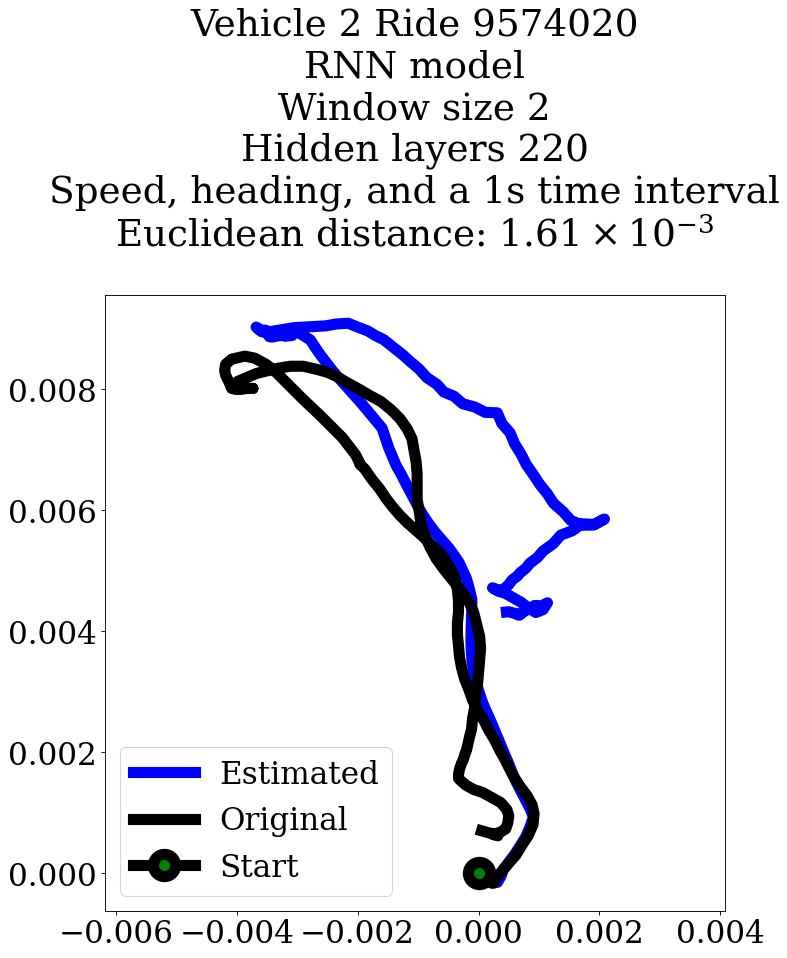 Vehicle 2 Ride 9574020
RNN model
Window size 2
Hidden layers 220
Speed, heading, and a 1s time interval
Euclidean distance: 1.61 × 10⁻³
0.008
0.006
0.004
0.002
0.000
Estimated
Original
Start
−0.006 −0.004 −0.002 0.000 0.002 0.004